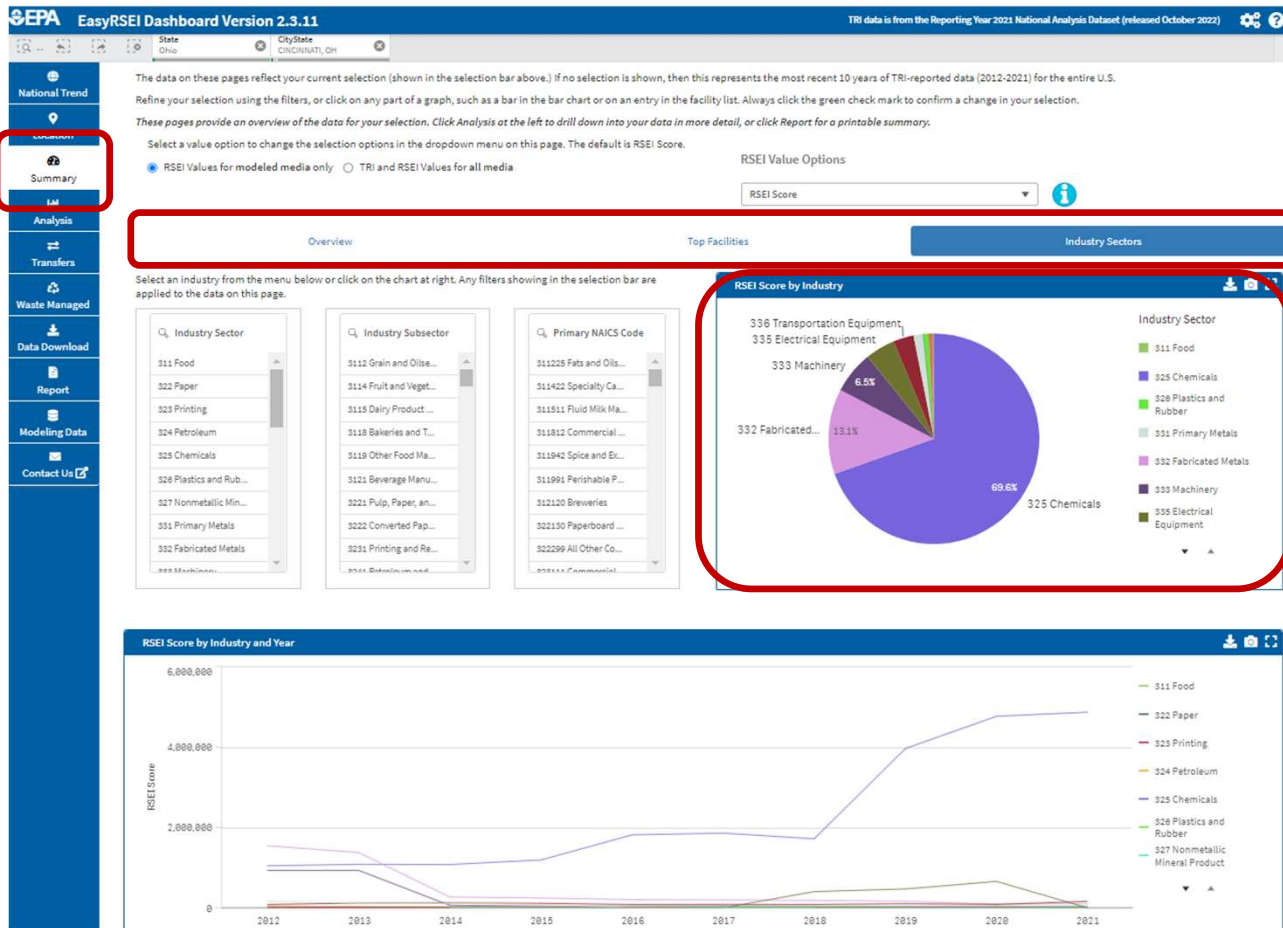 EPA EasyRSEI Dashboard Version 2.3.11
TRI data is from the Reporting Year 2021 National Analysis Dataset (released October 2022)
State
Ohio
CityState
CINCINNATI, OH
National Trend
Location
Summary
Analysis
Transfers
Waste Managed
Data Download
Report
Modeling Data
Contact Us
The data on these pages reflect your current selection (shown in the selection bar above.) If no selection is shown, then this represents the most recent 10 years of TRI-reported data (2012-2021) for the entire U.S.
Refine your selection using the filters, or click on any part of a graph, such as a bar in the bar chart or on an entry in the facility list. Always click the green check mark to confirm a change in your selection.
These pages provide an overview of the data for your selection. Click Analysis at the left to drill down into your data in more detail, or click Report for a printable summary.
Select a value option to change the selection options in the dropdown menu on this page. The default is RSEI Score.
RSEI Values for modeled media only TRI and RSEI Values for all media
RSEI Value Options
RSEI Score
Overview
Top Facilities
Industry Sectors
Select an industry from the menu below or click on the chart at right. Any filters showing in the selection bar are
applied to the data on this page.
Industry Sector
311 Food
322 Paper
323 Printing
324 Petroleum
325 Chemicals
326 Plastics and Rub...
327 Nonmetallic Min...
331 Primary Metals
332 Fabricated Metals
333 Machinery
Industry Subsector
3112 Grain and Oilse...
3114 Fruit and Veget...
3115 Dairy Product ...
3118 Bakeries and T...
3119 Other Food Ma...
3121 Beverage Manu...
3221 Pulp, Paper, an...
3222 Converted Pap...
3231 Printing and Re...
3241 Petroleum and
Primary NAICS Code
311225 Fats and Oils...
311422 Specialty Ca...
311511 Fluid Milk Ma...
311812 Commercial ...
311942 Spice and Ex...
311991 Perishable P...
312120 Breweries
322130 Paperboard ...
322299 All Other Co...
323111 Commercial
RSEI Score by Industry
336 Transportation Equipment
335 Electrical Equipment
333 Machinery
6.5%
332 Fabricated...
13.1%
69.6%
325 Chemicals
Industry Sector
311 Food
325 Chemicals
326 Plastics and
Rubber
331 Primary Metals
332 Fabricated Metals
333 Machinery
335 Electrical
Equipment
RSEI Score by Industry and Year
RSEI Score
6,000,000
4,000,000
2,000,000
0
2012 2013 2014 2015 2016 2017 2018 2019 2020 2021
311 Food
322 Paper
323 Printing
324 Petroleum
325 Chemicals
326 Plastics and
Rubber
327 Nonmetallic
Mineral Product